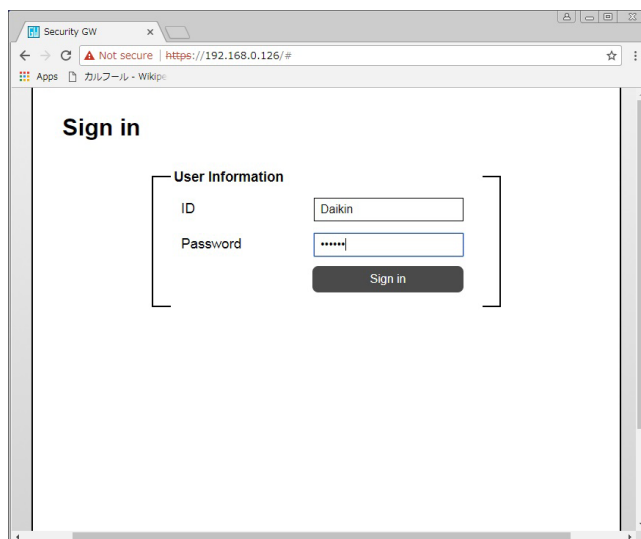 Security GW
Not secure | https://192.168.0.126/#
Apps カルフール - Wikipe
Sign in
User Information
ID Daikin
Password ••••••
Sign in